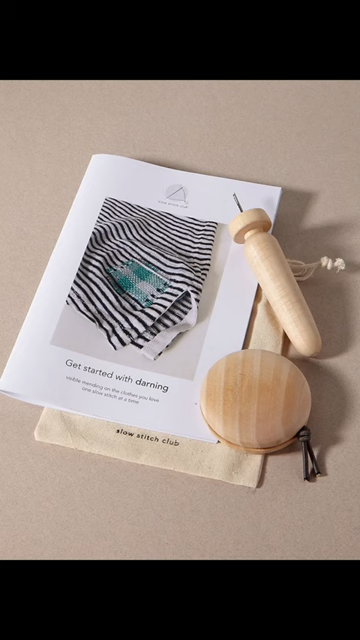 slow stitch club
Get started with darning
visible mending on the clothes you love
one slow stitch at a time
slow stitch club